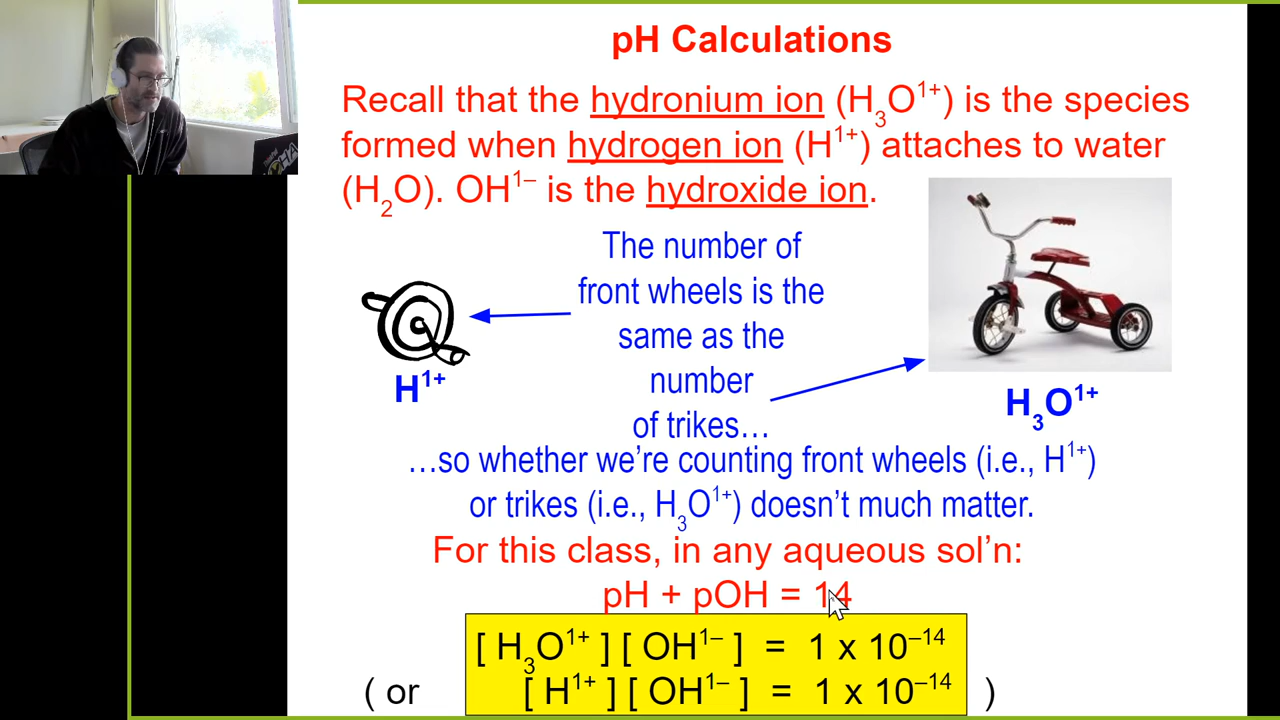 pH Calculations
Recall that the hydronium ion (H₃O¹⁺) is the species
formed when hydrogen ion (H¹⁺) attaches to water
(H₂O). OH¹⁻ is the hydroxide ion.
The number of
front wheels is the
same as the
number
of trikes…
H¹⁺
H₃O¹⁺
…so whether we’re counting front wheels (i.e., H¹⁺)
or trikes (i.e., H₃O¹⁺) doesn’t much matter.
For this class, in any aqueous sol’n:
pH + pOH = 14
[ H₃O¹⁺ ] [ OH¹⁻ ] = 1 x 10⁻¹⁴
( or [ H¹⁺ ] [ OH¹⁻ ] = 1 x 10⁻¹⁴ )